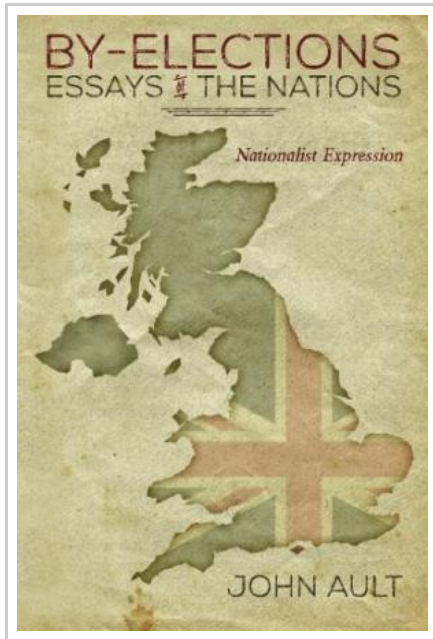 BY-ELECTIONS
ESSAYS THE NATIONS
Nationalist Expression
JOHN AULT